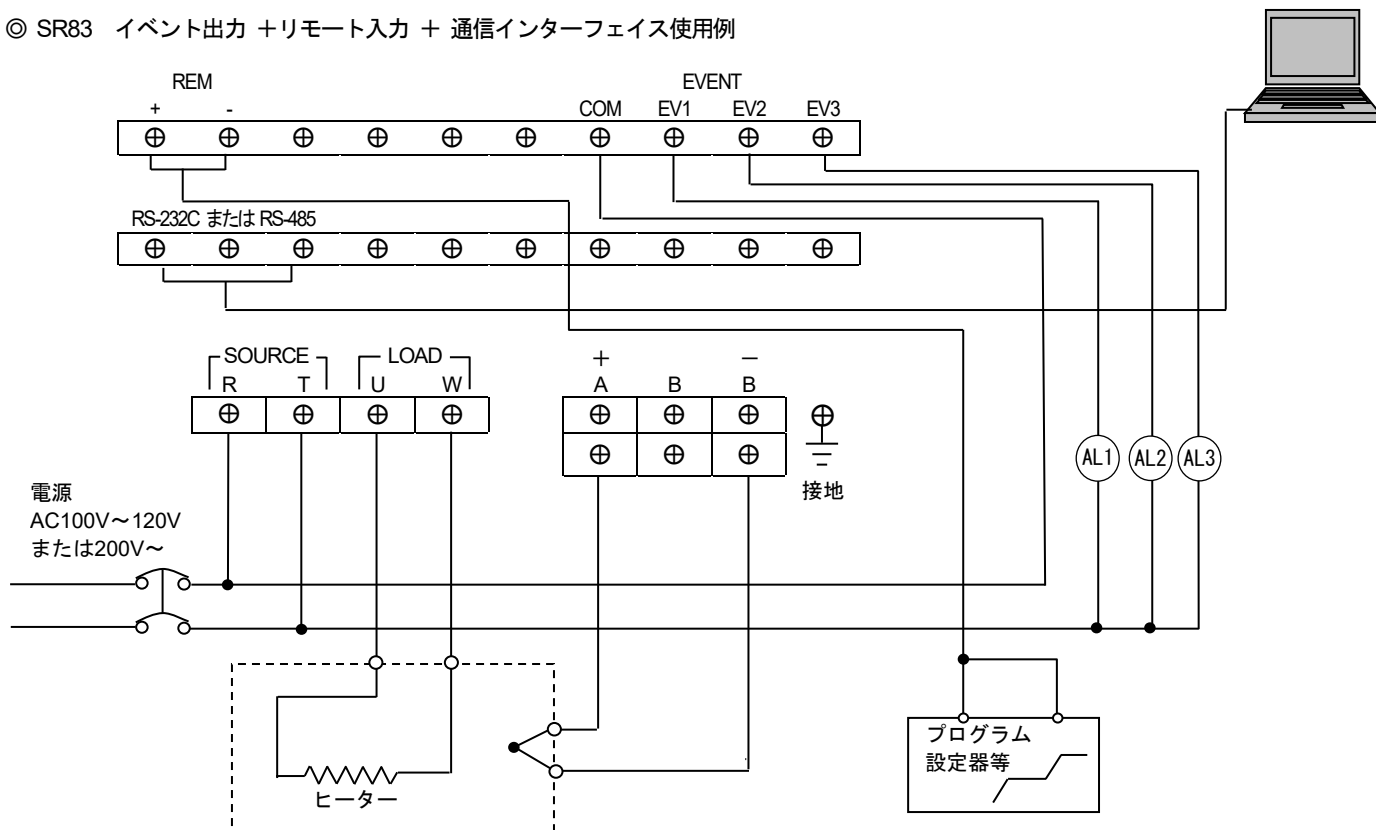 ◎ SR83 イベント出力 ＋リモート入力 ＋ 通信インターフェイス使用例
REM EVENT
+ - COM EV1 EV2 EV3
RS-232C または RS-485
SOURCE LOAD
R T U W
＋ －
A B B
接地
AL1 AL2 AL3
電源
AC100V～120V
または200V～
ヒーター
プログラム
設定器等